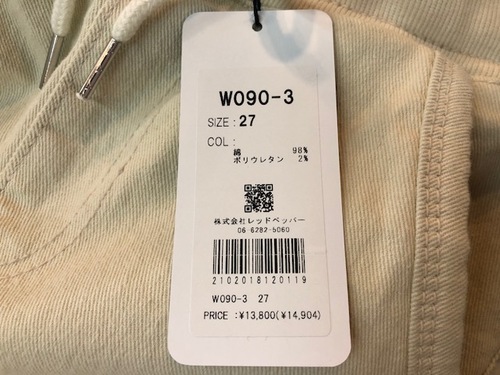 W090-3
SIZE : 27
COL :
綿 98%
ポリウレタン 2%
株式会社レッドペッパー
06-6282-5060
2102018120119
W090-3 27
PRICE : ¥13,800(¥14,904)